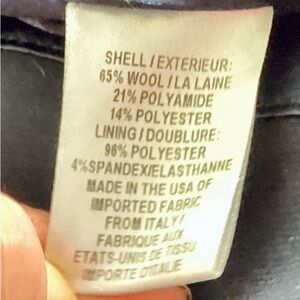 SHELL / EXTERIEUR:
65% WOOL / LA LAINE
21% POLYAMIDE
14% POLYESTER
LINING / DOUBLURE:
96% POLYESTER
4%SPANDEX/ELASTHANNE
MADE IN THE USA OF
IMPORTED FABRIC
FROM ITALY/
FABRIQUE AUX
ETATS-UNIS DE TISSU
IMPORTE D'ITALIE